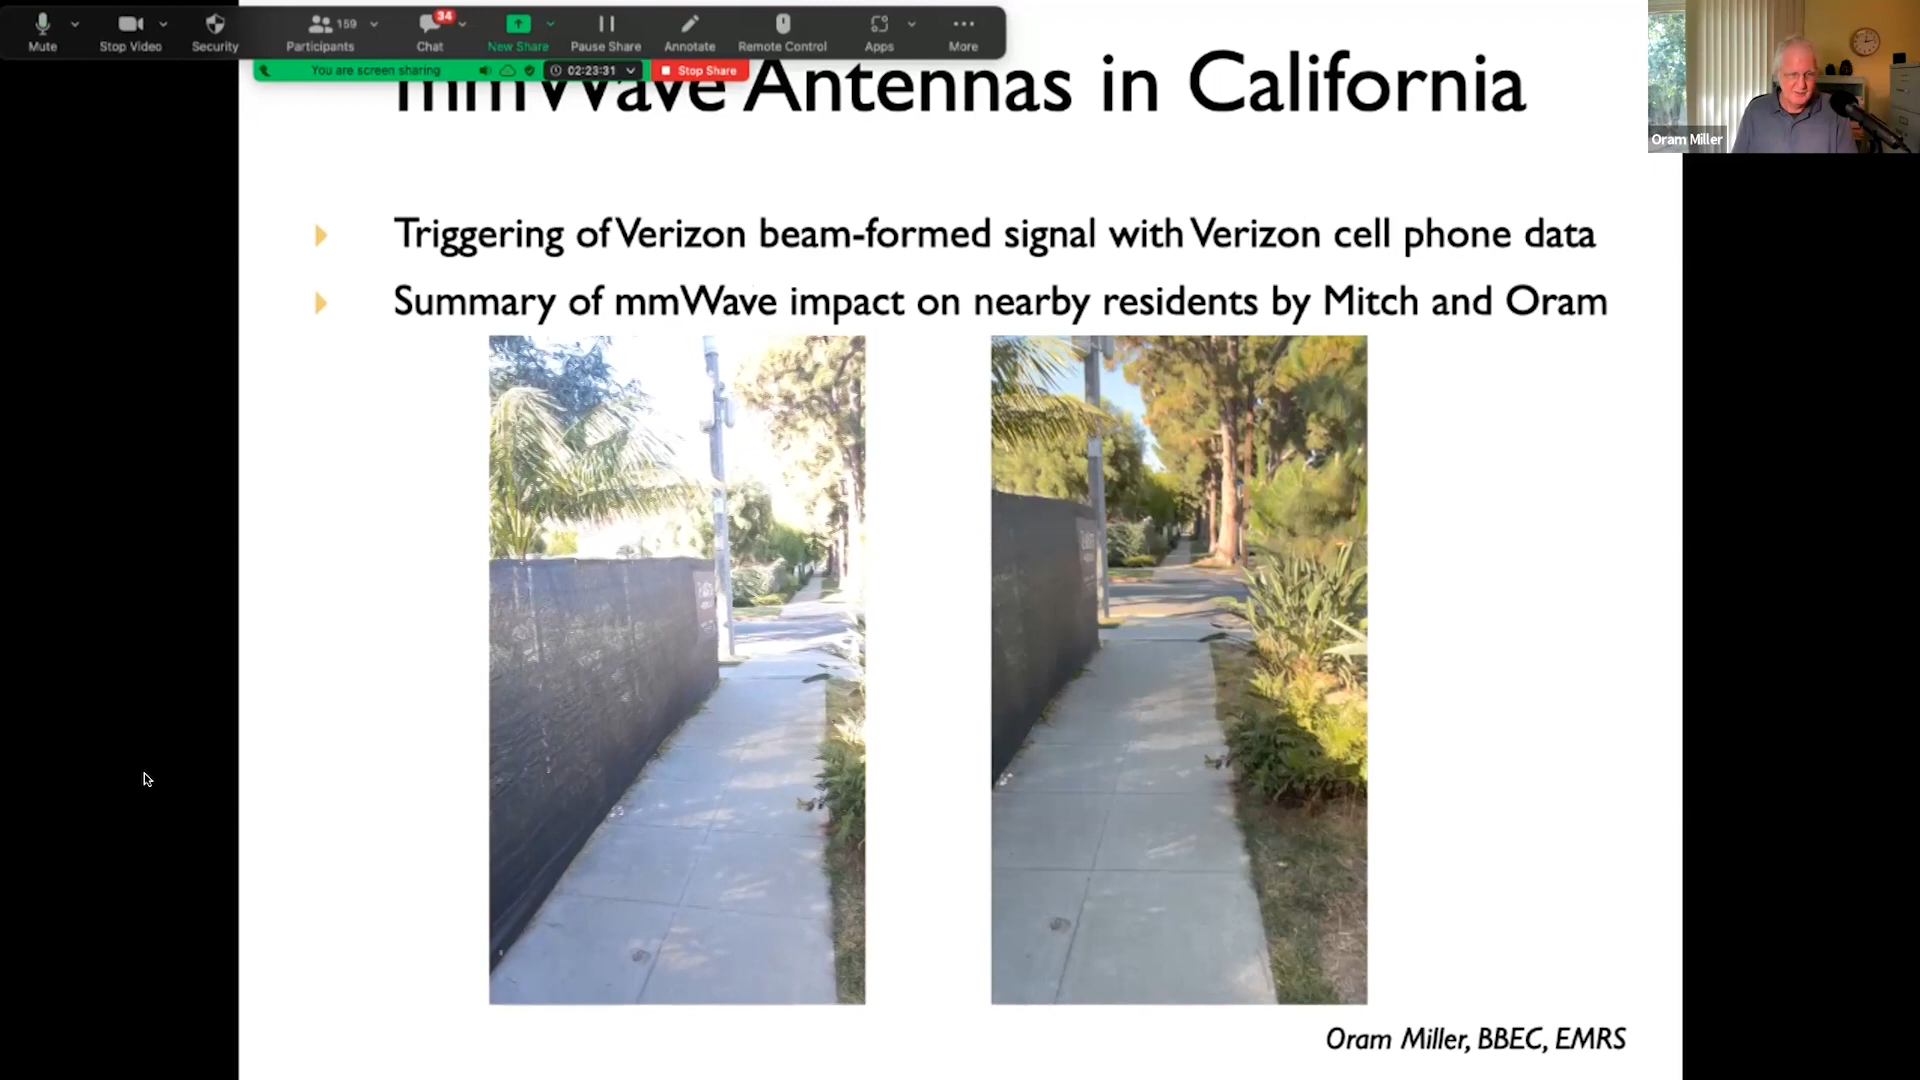 159
34
Mute
Stop Video
Security
Participants
Chat
New Share
Pause Share
Annotate
Remote Control
Apps
More
You are screen sharing
02:23:31
Stop Share
mmWave Antennas in California
Oram Miller
Triggering of Verizon beam-formed signal with Verizon cell phone data
Summary of mmWave impact on nearby residents by Mitch and Oram
Oram Miller, BBEC, EMRS